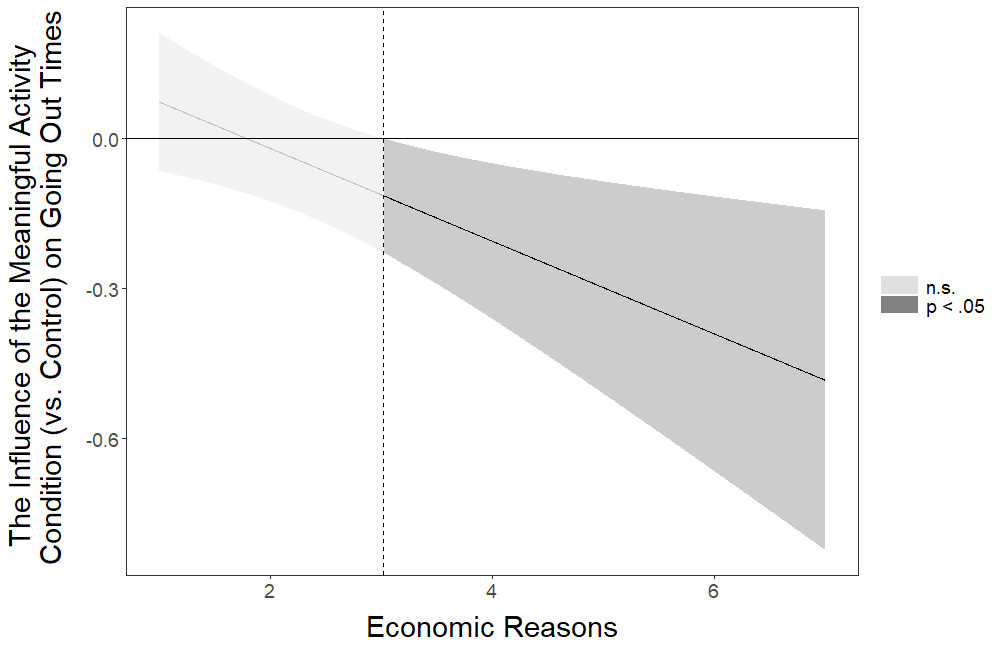 The Influence of the Meaningful Activity
Condition (vs. Control) on Going Out Times
0.0
-0.3
-0.6
2
4
6
Economic Reasons
n.s.
p < .05